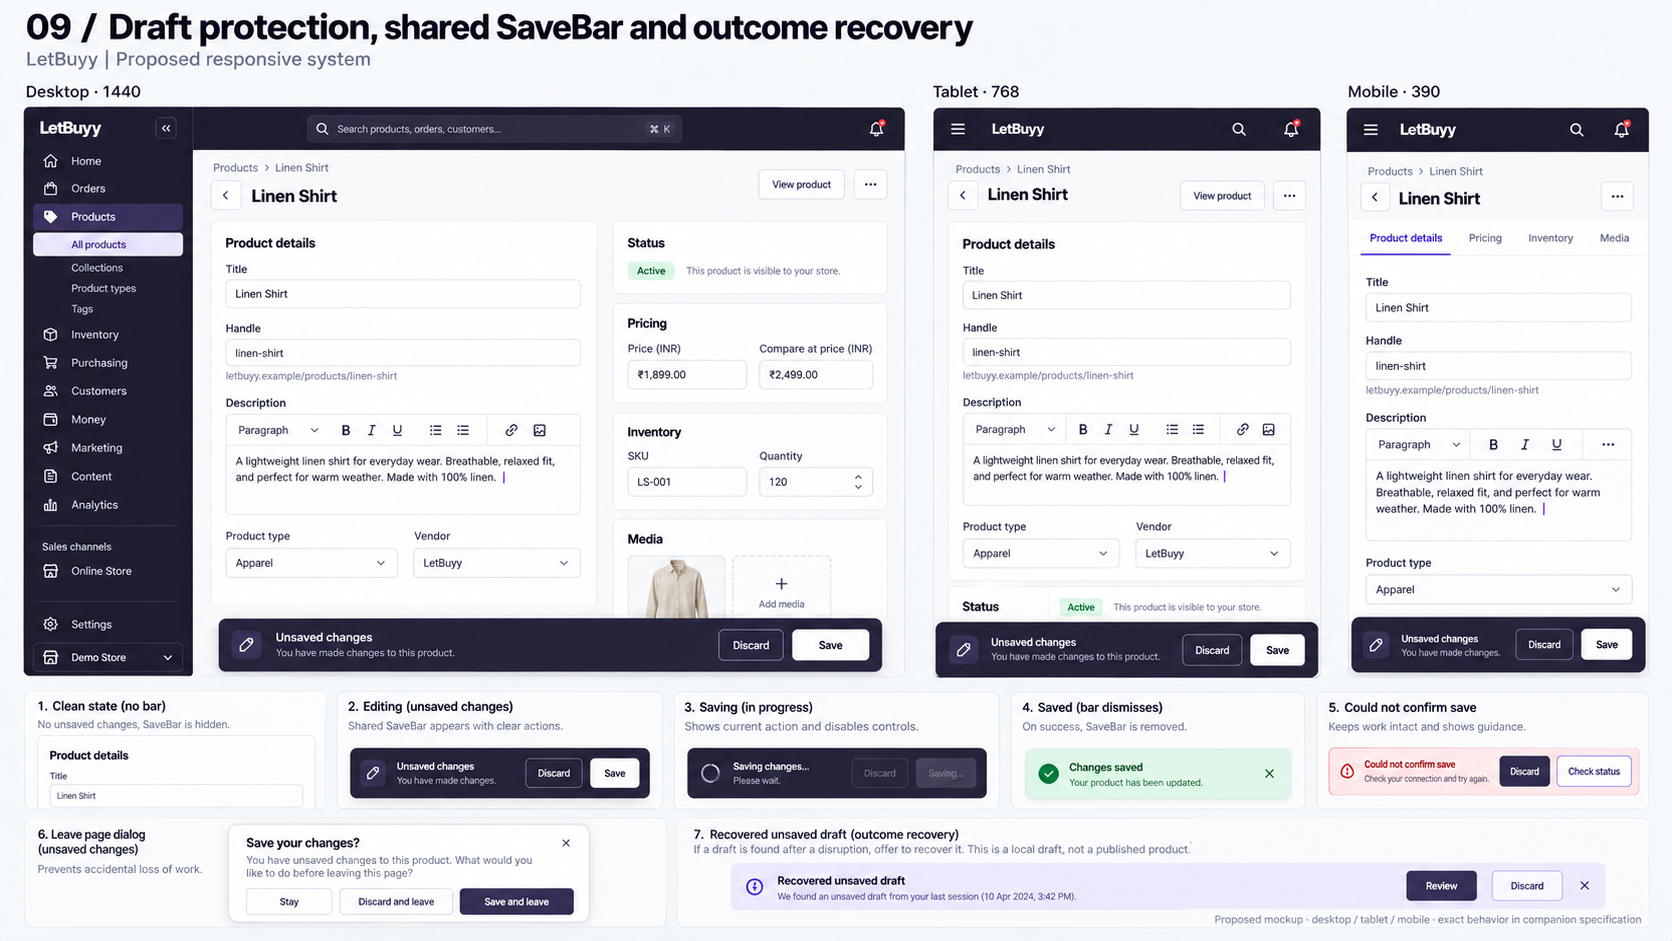 09 / Draft protection, shared SaveBar and outcome recovery
LetBuyy | Proposed responsive system
Desktop · 1440
LetBuyy
Search products, orders, customers...
⌘ K
Home
Orders
Products
All products
Collections
Product types
Tags
Inventory
Purchasing
Customers
Money
Marketing
Content
Analytics
Sales channels
Online Store
Settings
Demo Store
Products > Linen Shirt
Linen Shirt
View product
Product details
Title
Linen Shirt
Handle
linen-shirt
letbuyy.example/products/linen-shirt
Description
Paragraph B I U
A lightweight linen shirt for everyday wear. Breathable, relaxed fit,
and perfect for warm weather. Made with 100% linen.
Product type Vendor
Apparel LetBuyy
Status
Active This product is visible to your store.
Pricing
Price (INR) Compare at price (INR)
₹1,899.00 ₹2,499.00
Inventory
SKU Quantity
LS-001 120
Media
Add media
Unsaved changes
You have made changes to this product.
Discard Save
Tablet · 768
LetBuyy
Products > Linen Shirt
Linen Shirt
View product
Product details
Title
Linen Shirt
Handle
linen-shirt
letbuyy.example/products/linen-shirt
Description
Paragraph B I U
A lightweight linen shirt for everyday wear. Breathable, relaxed fit,
and perfect for warm weather. Made with 100% linen.
Product type Vendor
Apparel LetBuyy
Status Active This product is visible to your store.
Unsaved changes
You have made changes to this product.
Discard Save
Mobile · 390
LetBuyy
Products > Linen Shirt
Linen Shirt
Product details Pricing Inventory Media
Title
Linen Shirt
Handle
linen-shirt
letbuyy.example/products/linen-shirt
Description
Paragraph B I U
A lightweight linen shirt for everyday wear.
Breathable, relaxed fit, and perfect for warm
weather. Made with 100% linen.
Product type
Apparel
Unsaved changes
You have made changes.
Discard Save
1. Clean state (no bar)
No unsaved changes, SaveBar is hidden.
Product details
Title
Linen Shirt
2. Editing (unsaved changes)
Shared SaveBar appears with clear actions.
Unsaved changes
You have made changes.
Discard Save
3. Saving (in progress)
Shows current action and disables controls.
Saving changes...
Please wait.
Discard Saving...
4. Saved (bar dismisses)
On success, SaveBar is removed.
Changes saved
Your product has been updated.
5. Could not confirm save
Keeps work intact and shows guidance.
Could not confirm save
Check your connection and try again.
Discard Check status
6. Leave page dialog
(unsaved changes)
Prevents accidental loss of work.
Save your changes?
You have unsaved changes to this product. What would you
like to do before leaving this page?
Stay Discard and leave Save and leave
7. Recovered unsaved draft (outcome recovery)
If a draft is found after a disruption, offer to recover it. This is a local draft, not a published product.
Recovered unsaved draft
We found an unsaved draft from your last session (10 Apr 2024, 3:42 PM).
Review Discard
Proposed mockup · desktop / tablet / mobile · exact behavior in companion specification